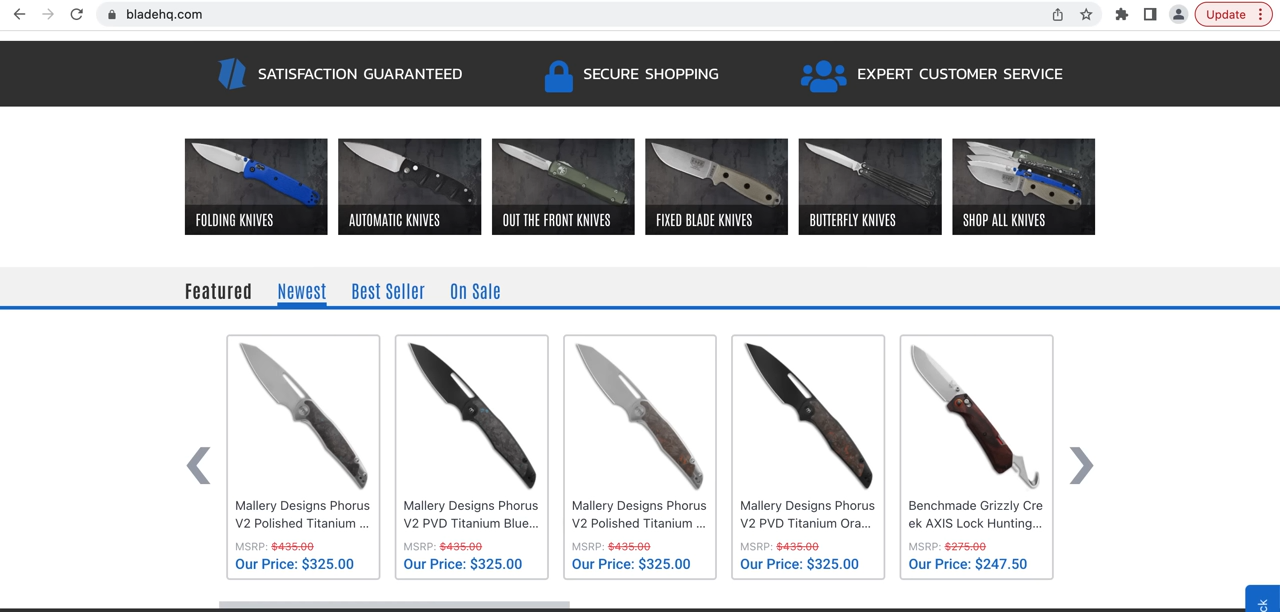 bladehq.com
Update
SATISFACTION GUARANTEED
SECURE SHOPPING
EXPERT CUSTOMER SERVICE
FOLDING KNIVES
AUTOMATIC KNIVES
OUT THE FRONT KNIVES
FIXED BLADE KNIVES
BUTTERFLY KNIVES
SHOP ALL KNIVES
Featured
Newest
Best Seller
On Sale
Mallery Designs Phorus
V2 Polished Titanium ...
MSRP: $435.00
Our Price: $325.00
Mallery Designs Phorus
V2 PVD Titanium Blue...
MSRP: $435.00
Our Price: $325.00
Mallery Designs Phorus
V2 Polished Titanium ...
MSRP: $435.00
Our Price: $325.00
Mallery Designs Phorus
V2 PVD Titanium Ora...
MSRP: $435.00
Our Price: $325.00
Benchmade Grizzly Cre
ek AXIS Lock Hunting...
MSRP: $275.00
Our Price: $247.50